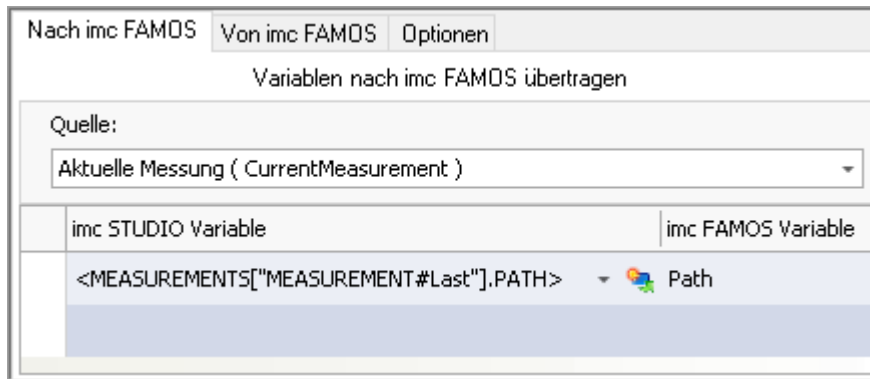 Nach imc FAMOS Von imc FAMOS Optionen
Variablen nach imc FAMOS übertragen
Quelle:
Aktuelle Messung ( CurrentMeasurement )
imc STUDIO Variable imc FAMOS Variable
<MEASUREMENTS["MEASUREMENT#Last"].PATH> Path